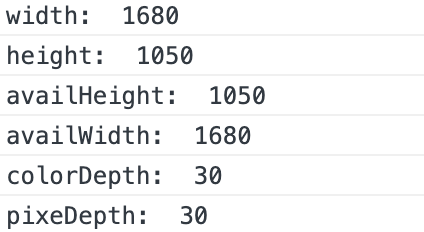 width:  1680
height:  1050
availHeight:  1050
availWidth:  1680
colorDepth:  30
pixeDepth:  30